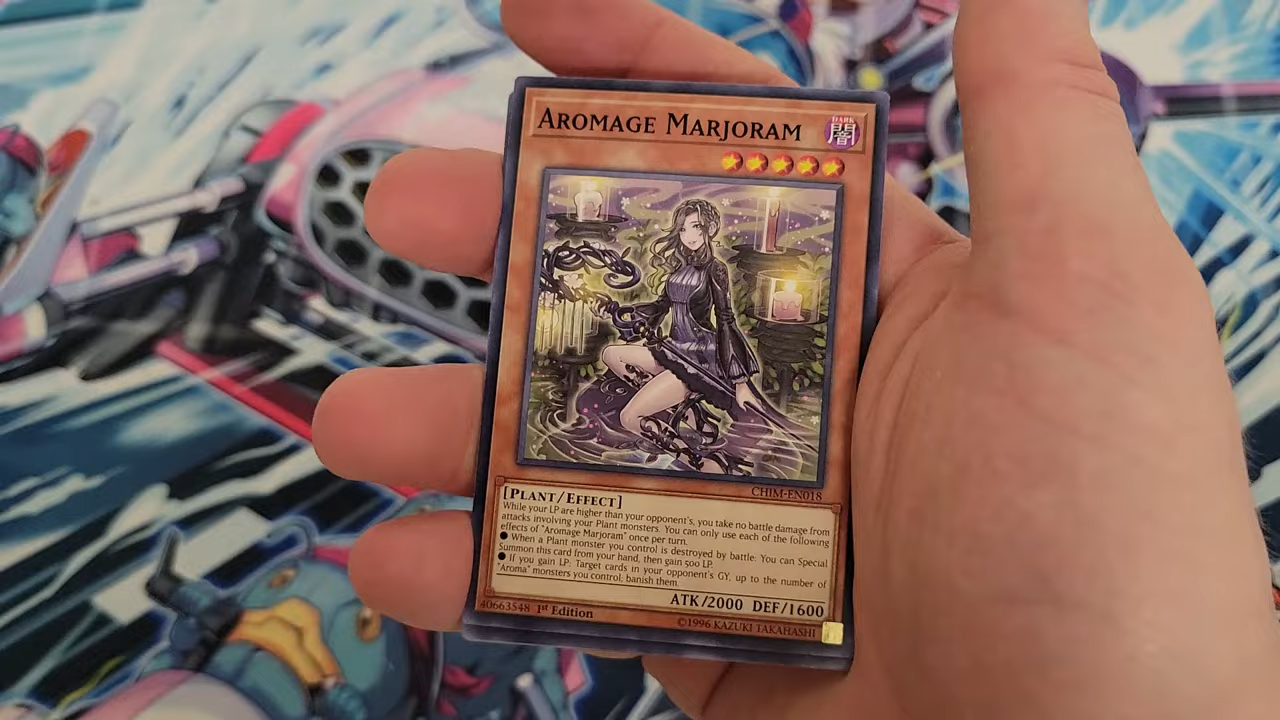 AROMAGE MARJORAM
DARK
闇
CHIM-EN018
[PLANT/EFFECT]
While your LP are higher than your opponent's, you take no battle damage from
attacks involving your Plant monsters. You can only use each of the following
effects of "Aromage Marjoram" once per turn.
● When a Plant monster you control is destroyed by battle: You can Special
Summon this card from your hand, then gain 500 LP.
● If you gain LP: Target cards in your opponent's GY, up to the number of
"Aroma" monsters you control; banish them.
ATK/2000 DEF/1600
40663548 1st Edition
©1996 KAZUKI TAKAHASHI